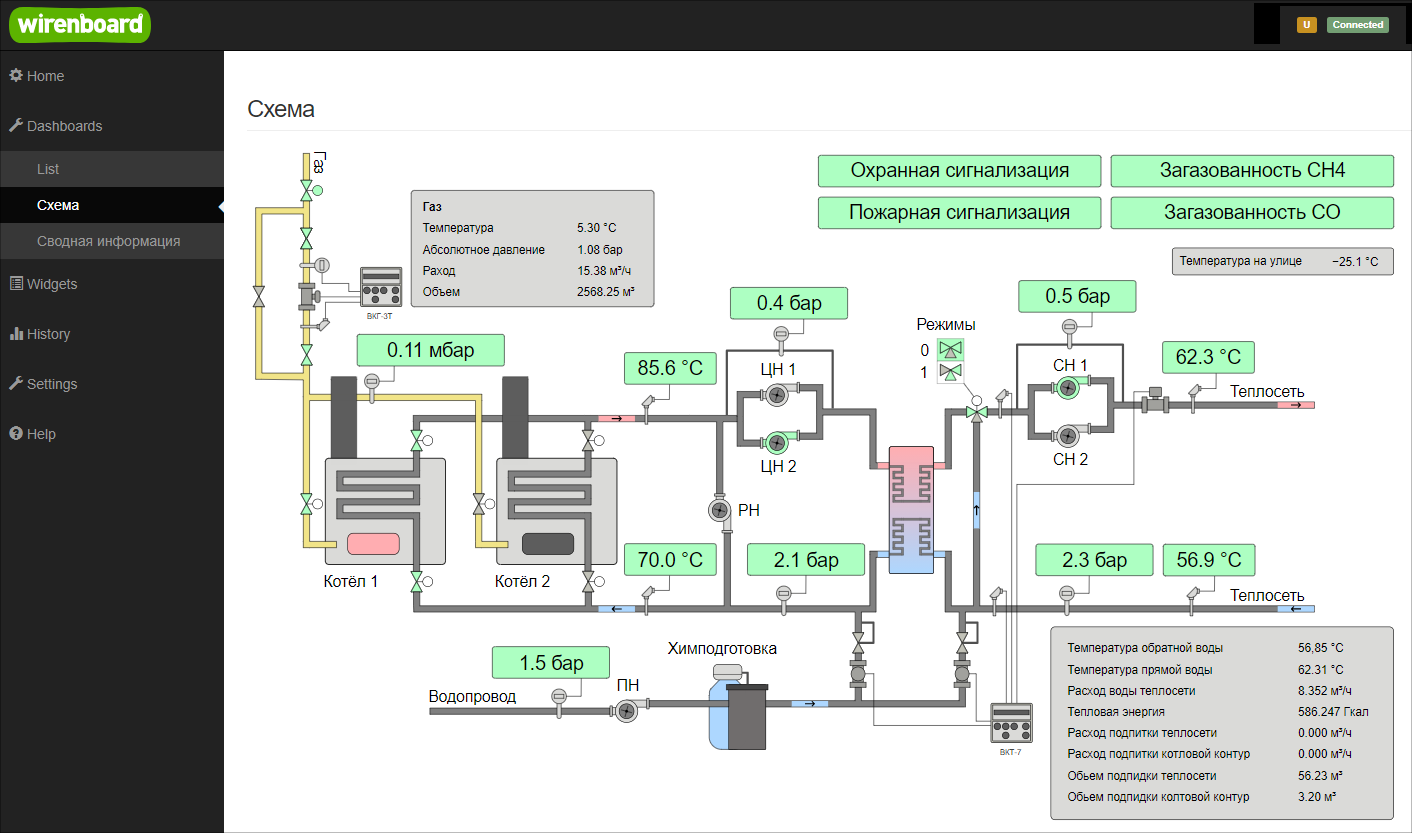 wirenboard
U
Connected
Home
Dashboards
List
Схема
Сводная информация
Widgets
History
Settings
Help
Схема
Газ
Охранная сигнализация
Загазованность CH4
Пожарная сигнализация
Загазованность CO
Газ
Температура 5.30 °C
Абсолютное давление 1.08 бар
Раход 15.38 м³/ч
Объем 2568.25 м³
ВКГ-3Т
Температура на улице −25.1 °C
0.4 бар
0.5 бар
Режимы
0
1
0.11 мбар
85.6 °C
ЦН 1
СН 1
62.3 °C
Теплосеть
ЦН 2
СН 2
РН
Котёл 1
Котёл 2
70.0 °C
2.1 бар
2.3 бар
56.9 °C
Теплосеть
Химподготовка
1.5 бар
ПН
Водопровод
ВКТ-7
Температура обратной воды 56,85 °C
Температура прямой воды 62.31 °C
Расход воды теплосети 8.352 м³/ч
Тепловая энергия 586.247 Гкал
Расход подпитки теплосети 0.000 м³/ч
Расход подпитки котловой контур 0.000 м³/ч
Обьем подпидки теплосети 56.23 м³
Обьем подпидки колтовой контур 3.20 м³